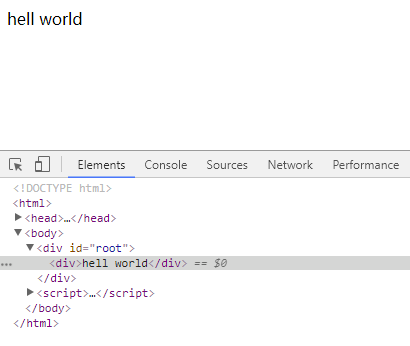 hell world
Elements Console Sources Network Performance
<!DOCTYPE html>
<html>
<head>…</head>
<body>
<div id="root">
<div>hell world</div> == $0
</div>
<script>…</script>
</body>
</html>